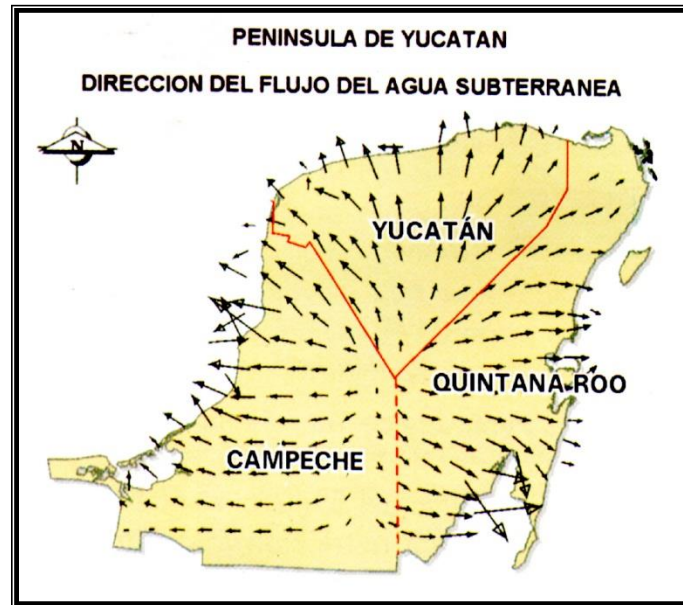 PENINSULA DE YUCATAN
DIRECCION DEL FLUJO DEL AGUA SUBTERRANEA
N
YUCATÁN
QUINTANA ROO
CAMPECHE